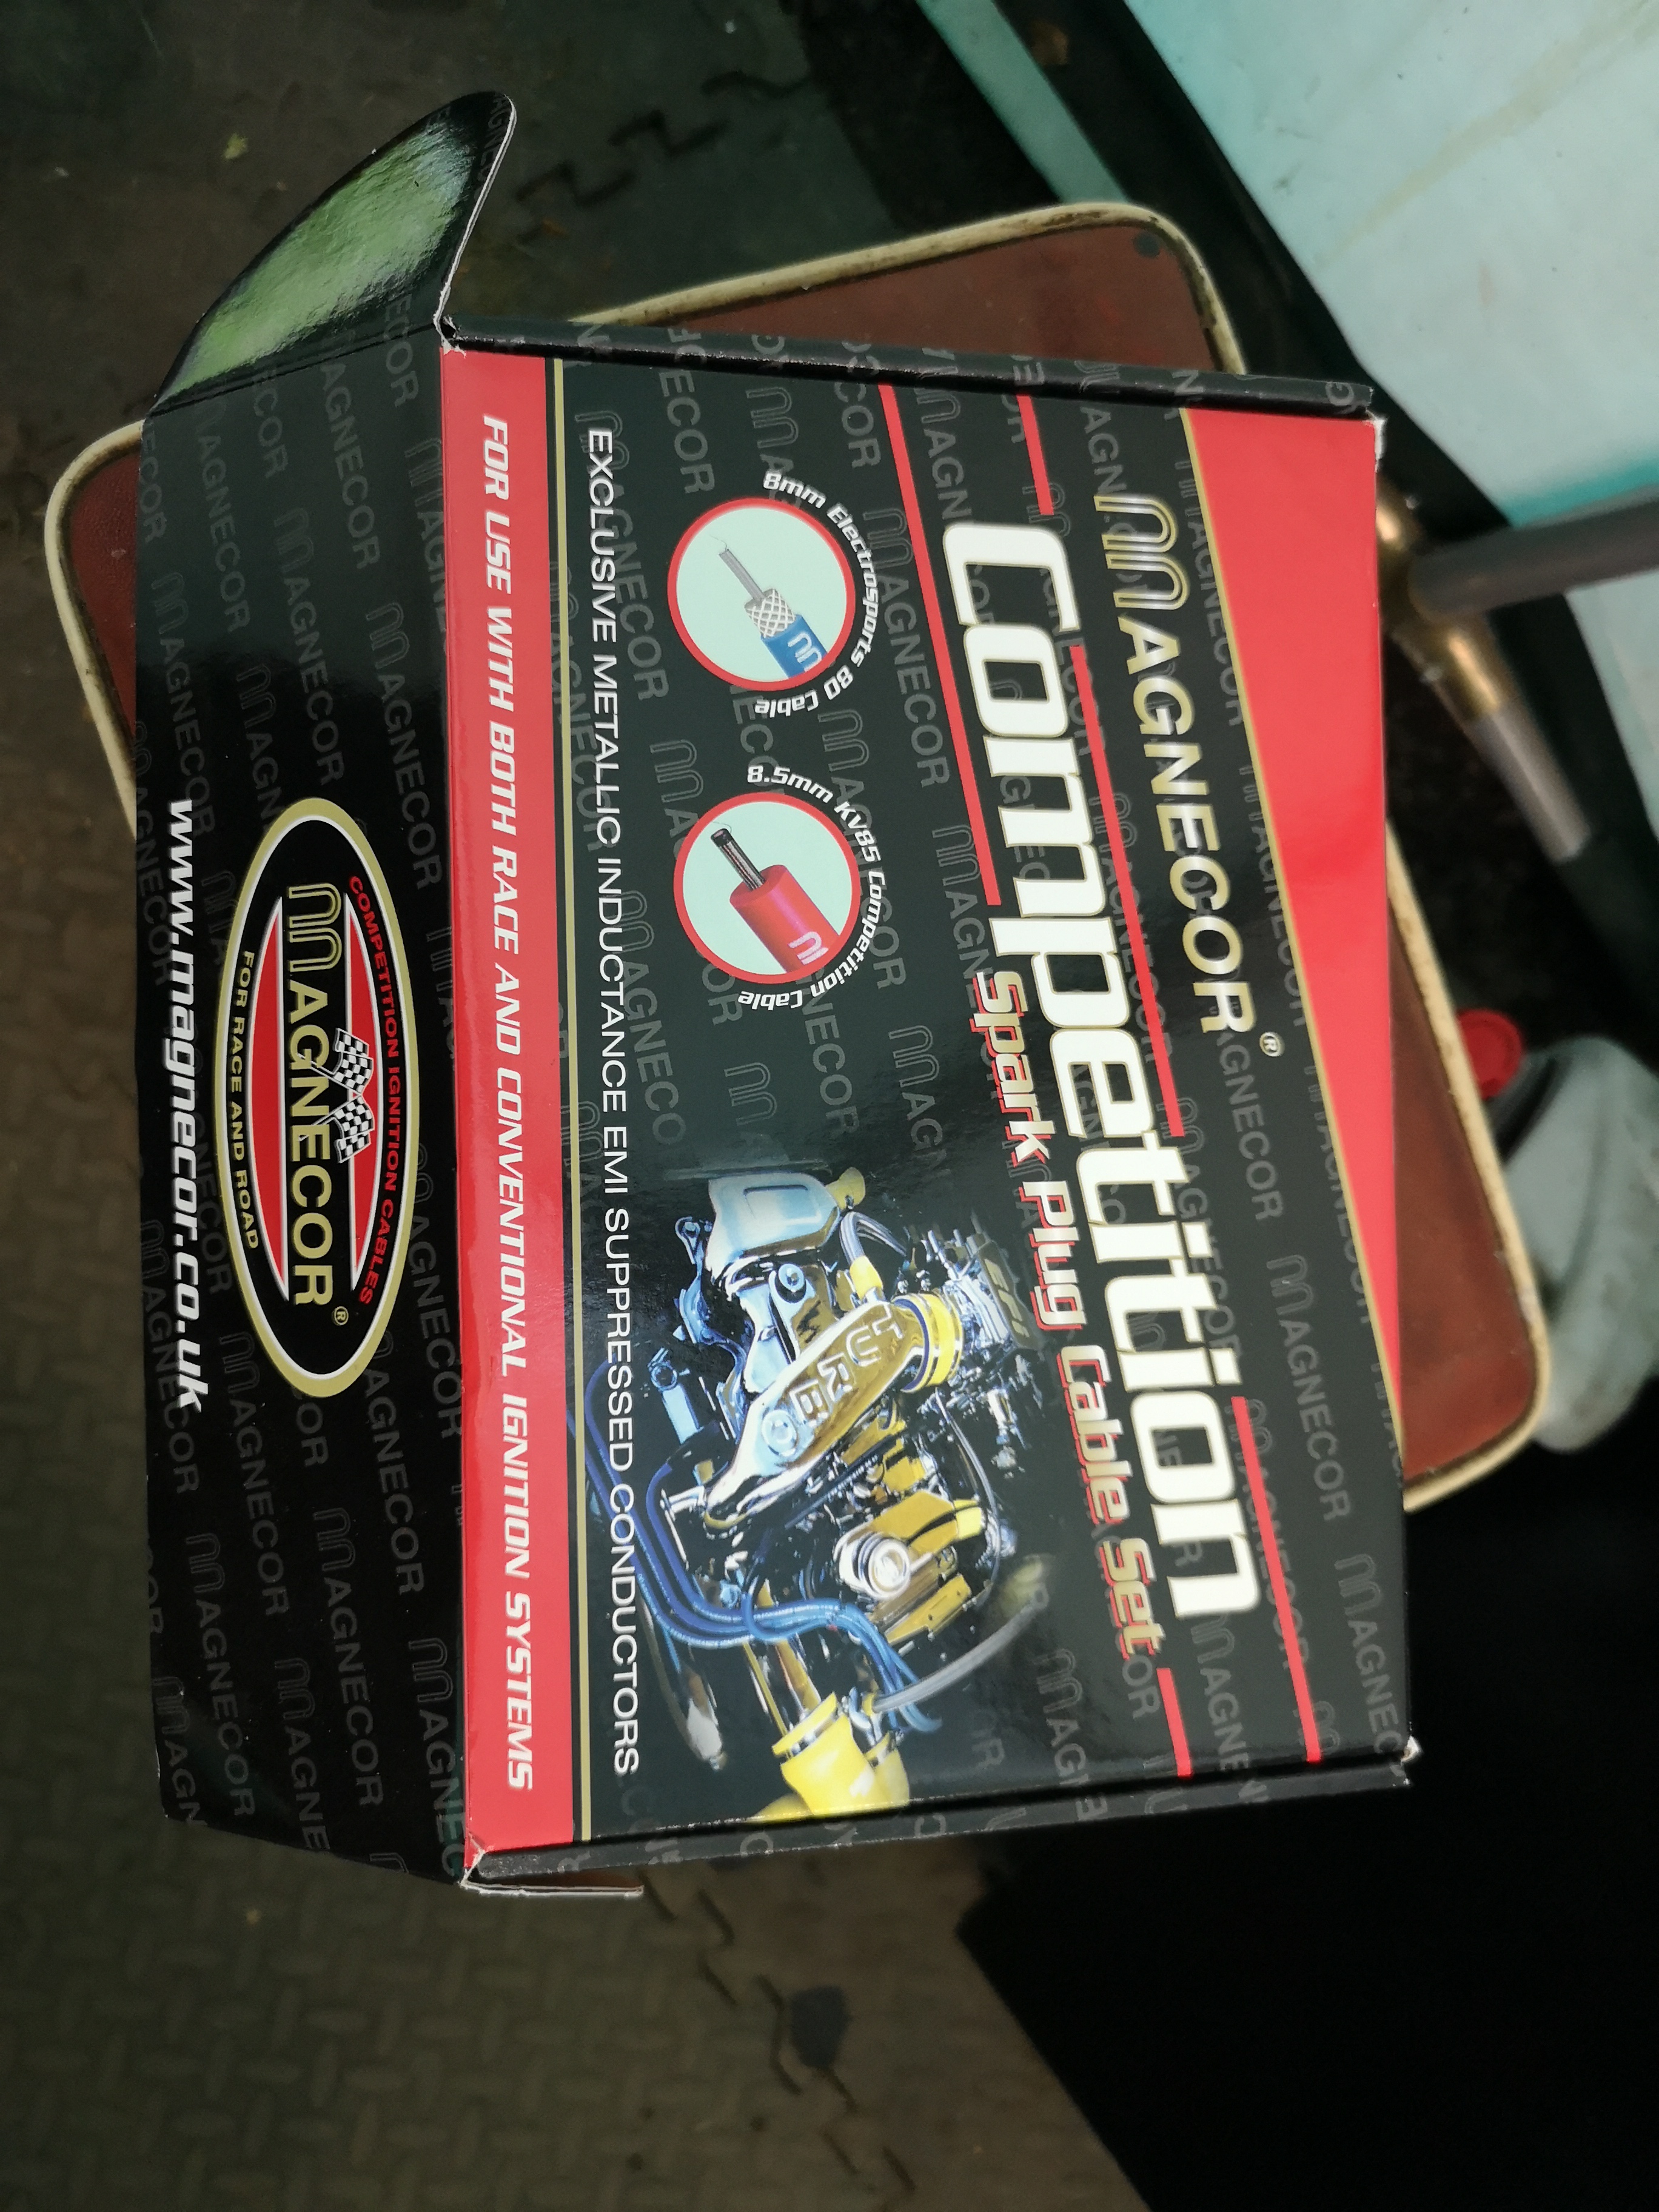 MAGNECOR®
Competition
Spark Plug Cable Set
8mm Electrosports 80 Cable
8.5mm KV85 Competition Cable
TURBO
EXCLUSIVE METALLIC INDUCTANCE EMI SUPPRESSED CONDUCTORS
FOR USE WITH BOTH RACE AND CONVENTIONAL IGNITION SYSTEMS
COMPETITION IGNITION CABLES
MAGNECOR®
FOR RACE AND ROAD
www.magnecor.co.uk